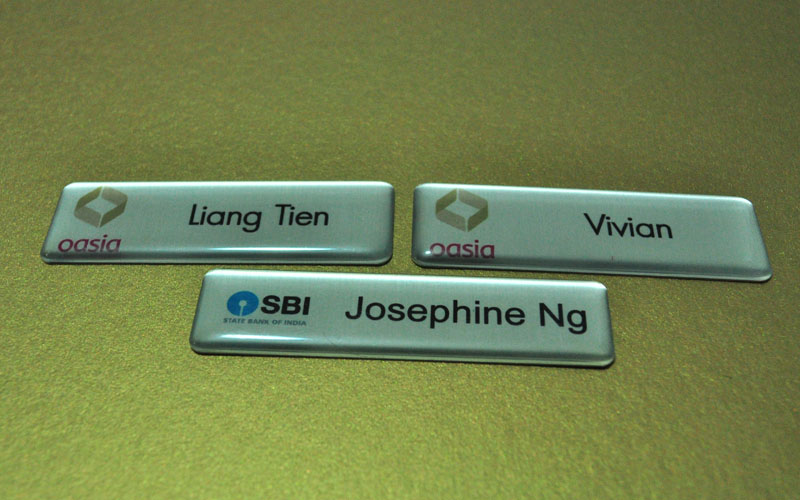 Liang Tien
oasia
Vivian
oasia
SBI
STATE BANK OF INDIA
Josephine Ng